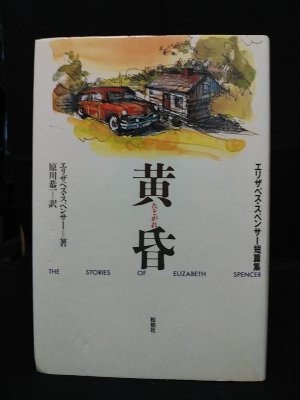 エリザベス・スペンサー短篇集
黄昏
たそがれ
エリザベス・スペンサー＝著
原川恭一＝訳
THE STORIES OF ELIZABETH SPENCER
松柏社